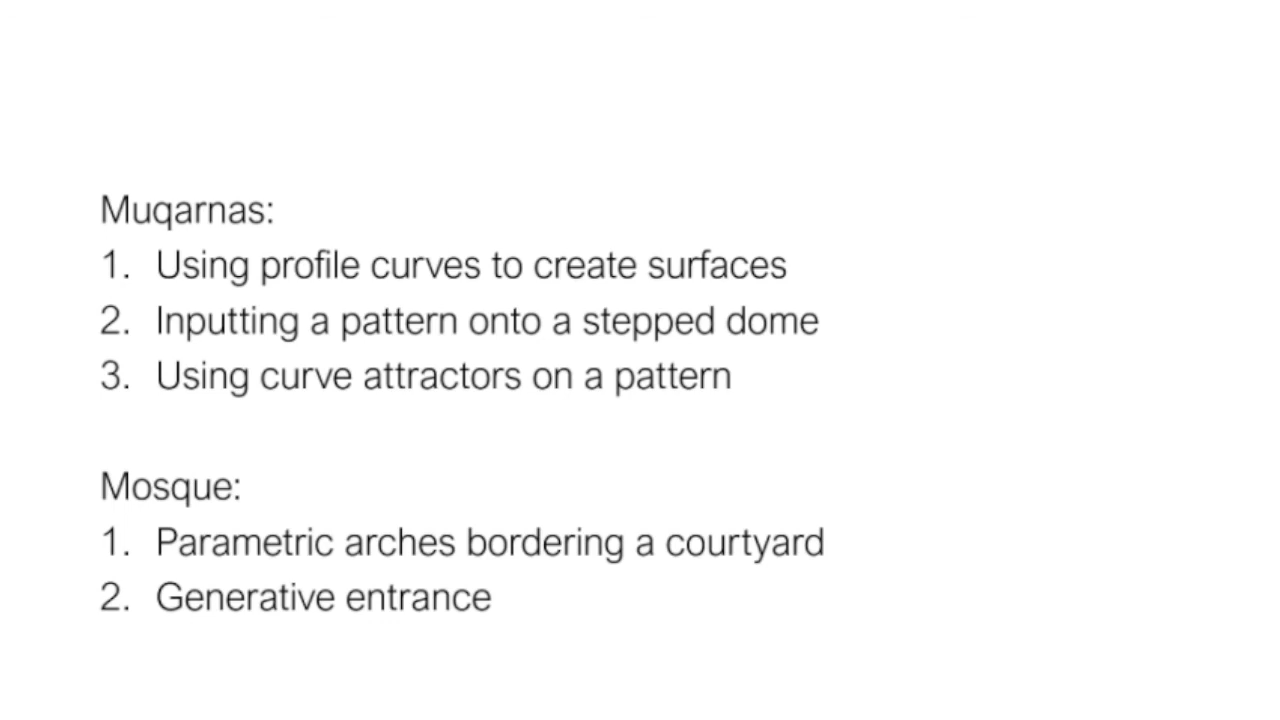 Muqarnas:
1. Using profile curves to create surfaces
2. Inputting a pattern onto a stepped dome
3. Using curve attractors on a pattern
Mosque:
1. Parametric arches bordering a courtyard
2. Generative entrance